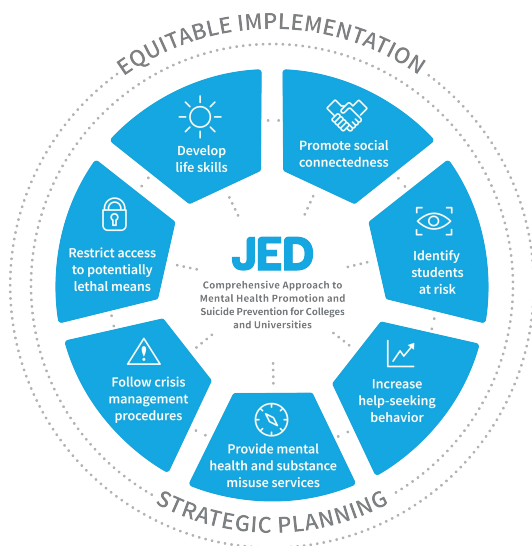 EQUITABLE IMPLEMENTATION
Develop
life skills
Promote social
connectedness
Restrict access
to potentially
lethal means
JED
Comprehensive Approach to
Mental Health Promotion and
Suicide Prevention for Colleges
and Universities
Identify
students
at risk
Follow crisis
management
procedures
Increase
help-seeking
behavior
Provide mental
health and substance
misuse services
STRATEGIC PLANNING